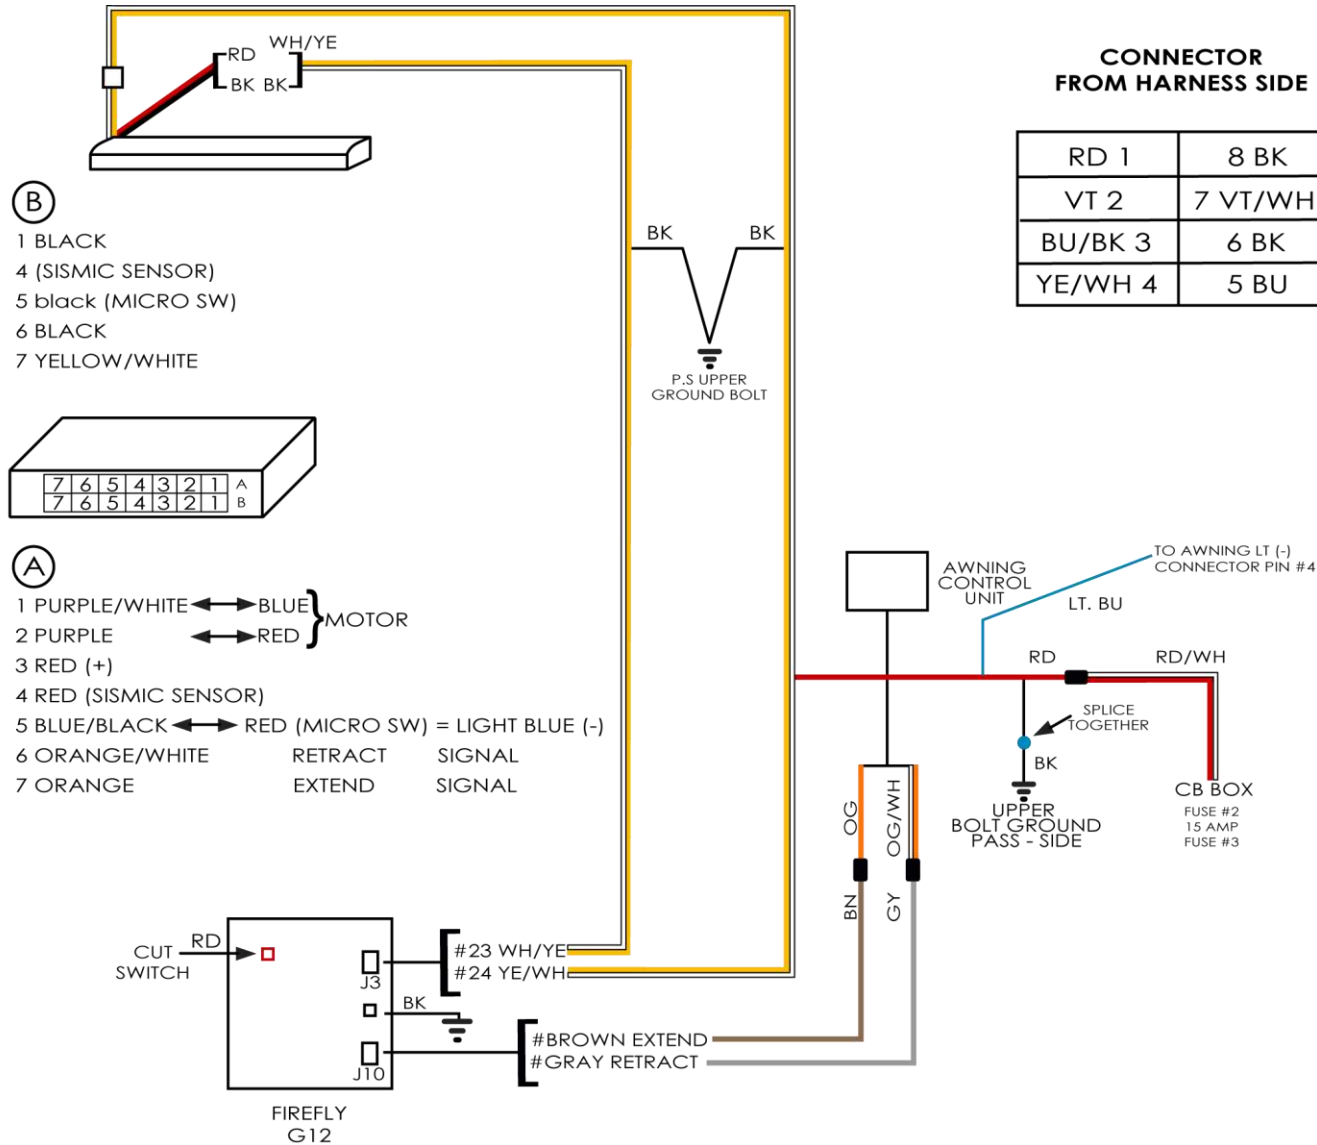 WH/YE
RD
BK BK
CONNECTOR
FROM HARNESS SIDE
RD 1 8 BK
VT 2 7 VT/WH
BU/BK 3 6 BK
YE/WH 4 5 BU
B
1 BLACK
4 (SISMIC SENSOR)
5 black (MICRO SW)
6 BLACK
7 YELLOW/WHITE
BK BK
P.S UPPER
GROUND BOLT
7 6 5 4 3 2 1 A
7 6 5 4 3 2 1 B
A
1 PURPLE/WHITE BLUE
2 PURPLE RED
MOTOR
3 RED (+)
4 RED (SISMIC SENSOR)
5 BLUE/BLACK RED (MICRO SW) = LIGHT BLUE (-)
6 ORANGE/WHITE RETRACT SIGNAL
7 ORANGE EXTEND SIGNAL
AWNING
CONTROL
UNIT
TO AWNING LT (-)
CONNECTOR PIN #4
LT. BU
RD
RD/WH
SPLICE
TOGETHER
BK
UPPER
BOLT GROUND
PASS - SIDE
CB BOX
FUSE #2
15 AMP
FUSE #3
OG
OG/WH
BN
GY
CUT
SWITCH
RD
J3
BK
J10
#23 WH/YE
#24 YE/WH
#BROWN EXTEND
#GRAY RETRACT
FIREFLY
G12